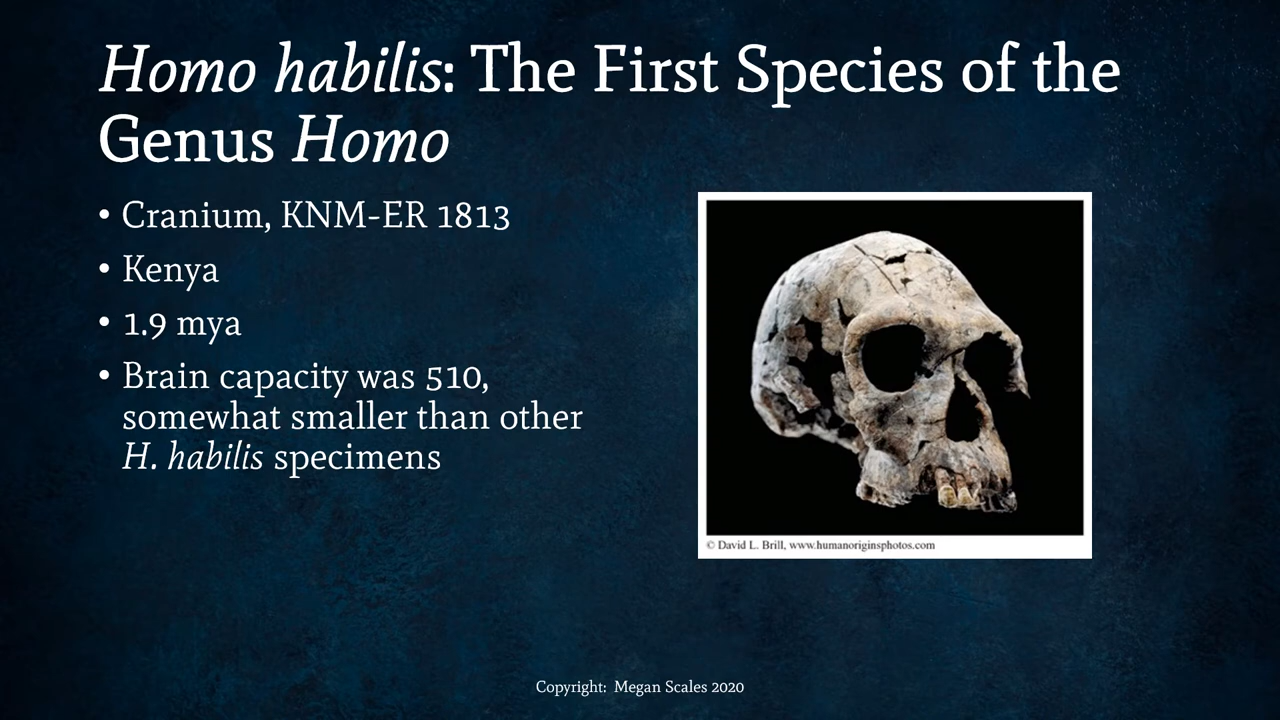 Homo habilis: The First Species of the
Genus Homo
• Cranium, KNM-ER 1813
• Kenya
• 1.9 mya
• Brain capacity was 510,
somewhat smaller than other
H. habilis specimens
© David L. Brill, www.humanoriginsphotos.com
Copyright: Megan Scales 2020